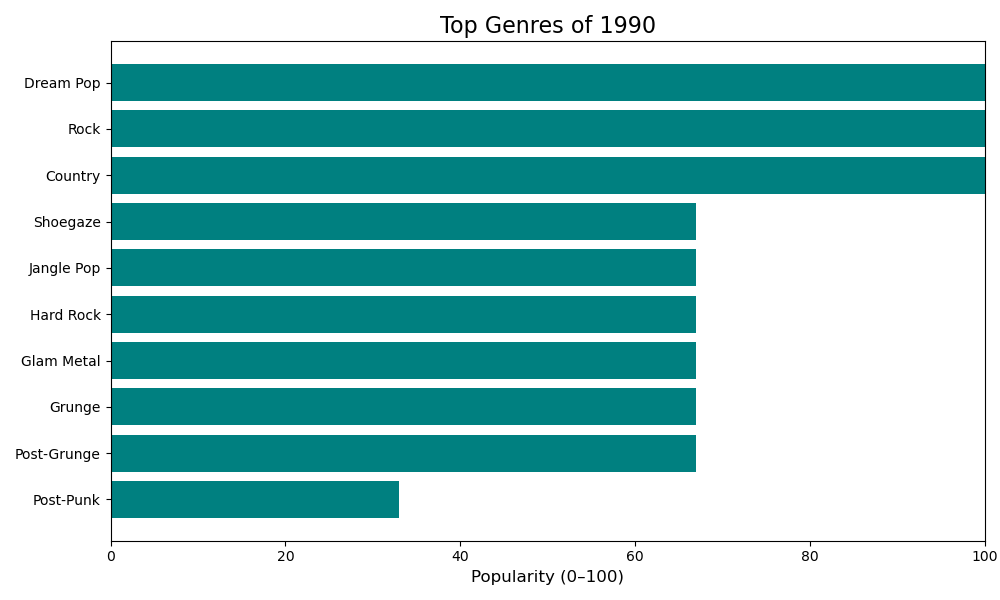 Top Genres of 1990
Dream Pop
Rock
Country
Shoegaze
Jangle Pop
Hard Rock
Glam Metal
Grunge
Post-Grunge
Post-Punk
0 20 40 60 80 100
Popularity (0–100)